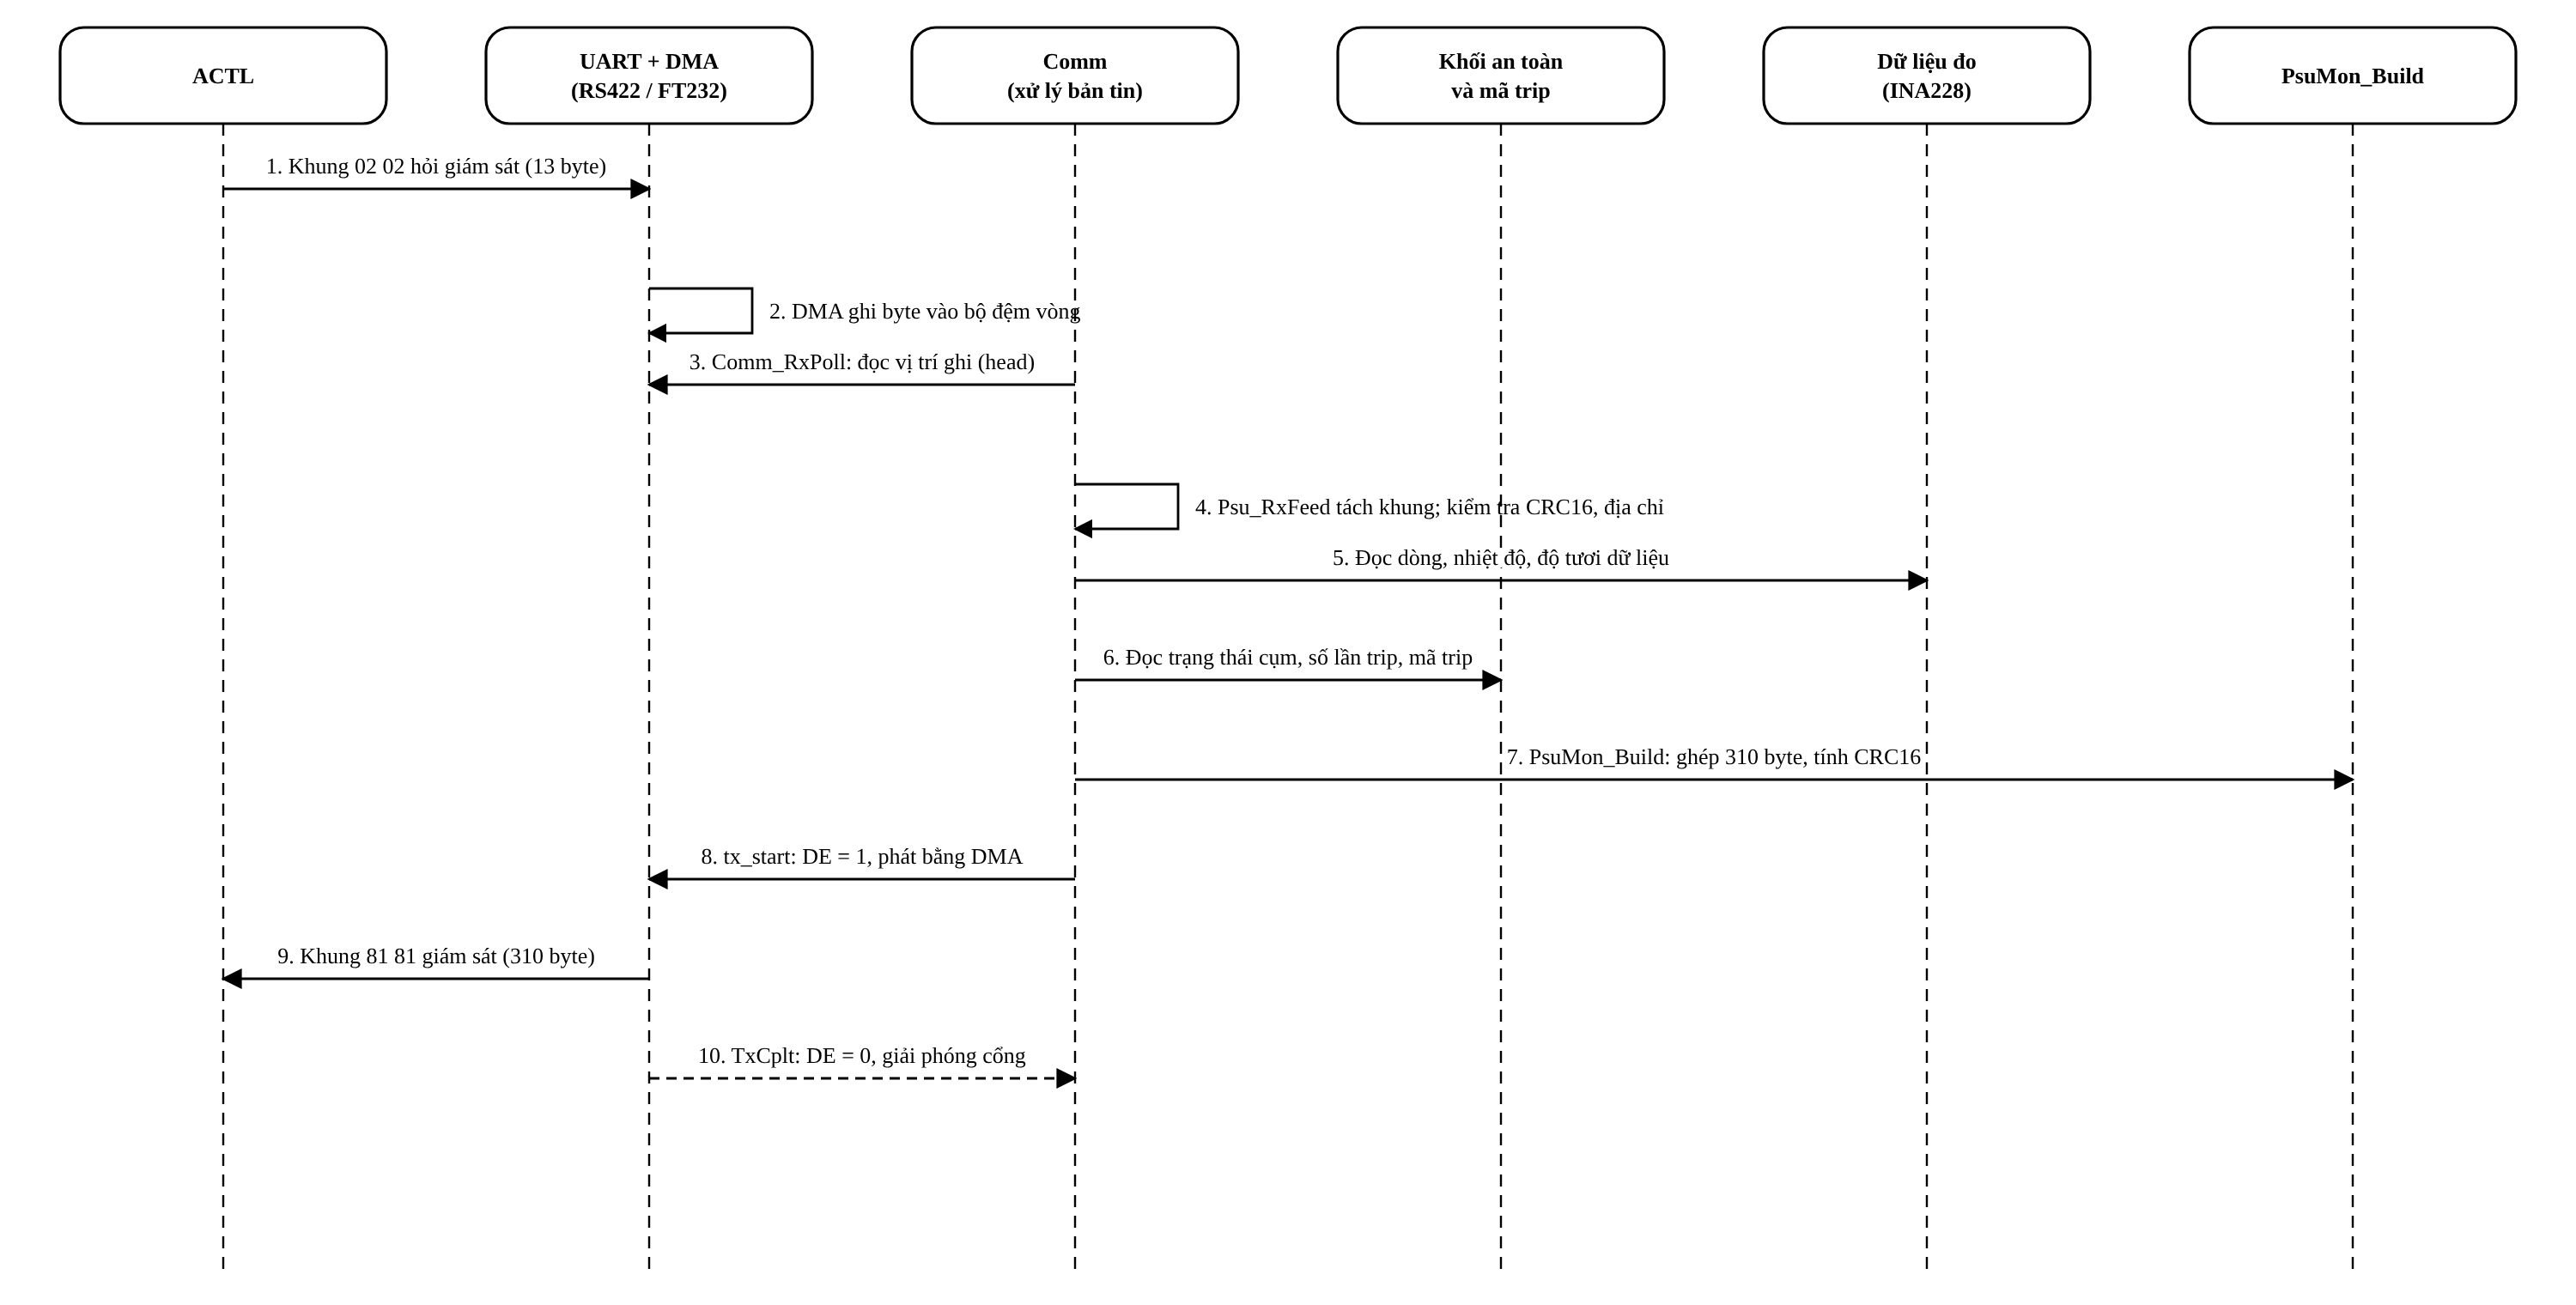 ACTL
UART + DMA
(RS422 / FT232)
Comm
(xử lý bản tin)
Khối an toàn
và mã trip
Dữ liệu đo
(INA228)
PsuMon_Build
1. Khung 02 02 hỏi giám sát (13 byte)
2. DMA ghi byte vào bộ đệm vòng
3. Comm_RxPoll: đọc vị trí ghi (head)
4. Psu_RxFeed tách khung; kiểm tra CRC16, địa chỉ
5. Đọc dòng, nhiệt độ, độ tươi dữ liệu
6. Đọc trạng thái cụm, số lần trip, mã trip
7. PsuMon_Build: ghép 310 byte, tính CRC16
8. tx_start: DE = 1, phát bằng DMA
9. Khung 81 81 giám sát (310 byte)
10. TxCplt: DE = 0, giải phóng cổng